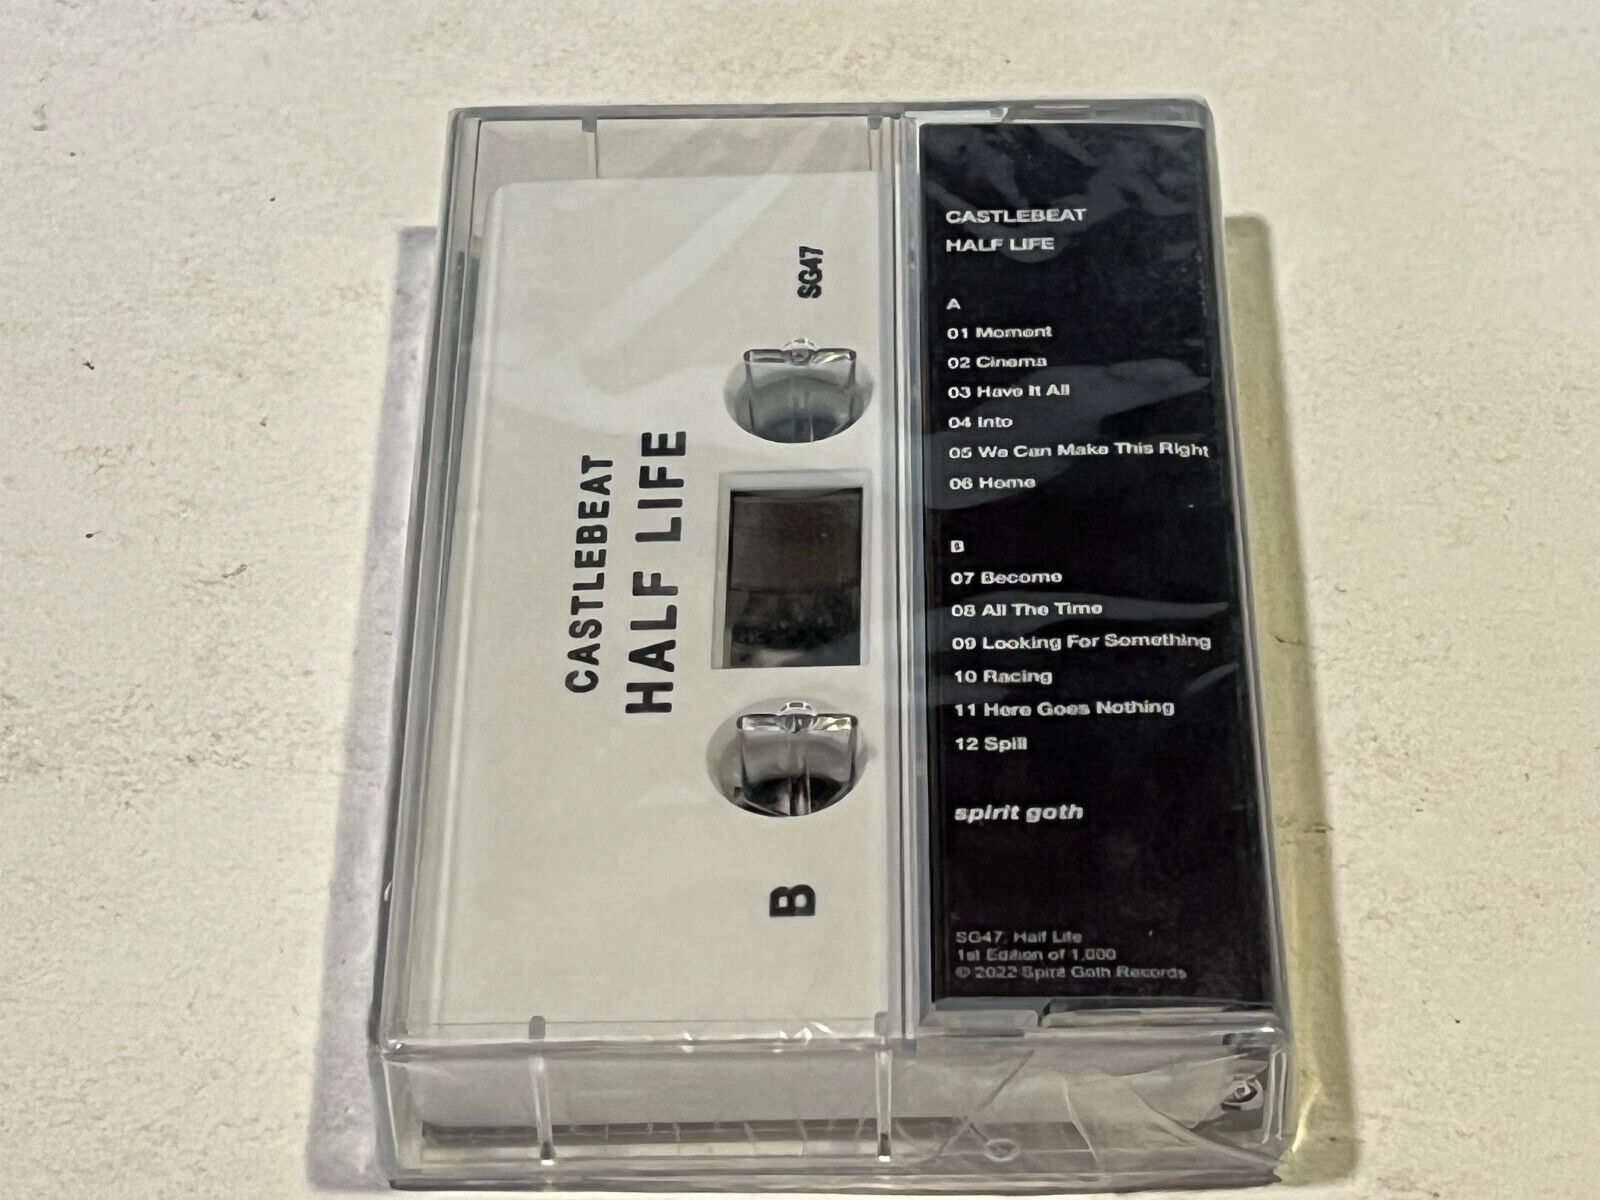 SG47
CASTLEBEAT
HALF LIFE
B
CASTLEBEAT
HALF LIFE
A
01 Moment
02 Cinema
03 Have It All
04 Into
05 We Can Make This Right
06 Home
B
07 Become
08 All The Time
09 Looking For Something
10 Racing
11 Here Goes Nothing
12 Spill
spirit goth
SG47: Half Life
1st Edition of 1,000
© 2022 Spirit Goth Records